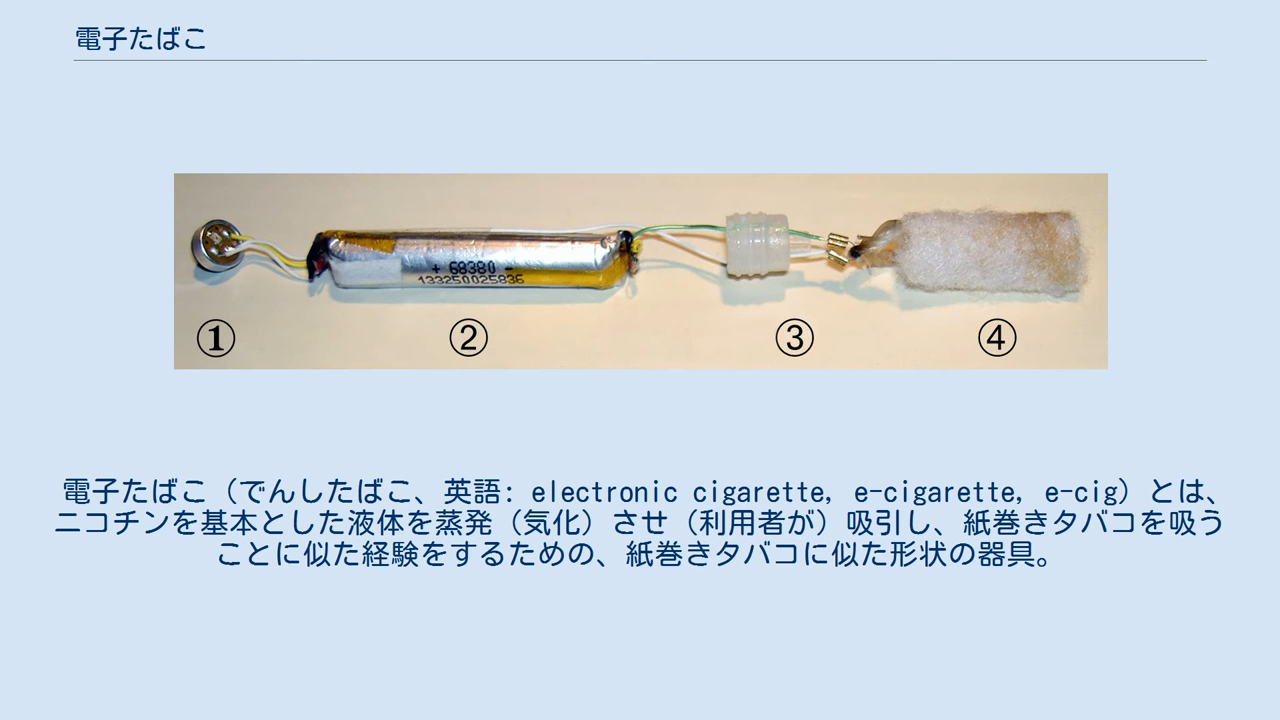 電子たばこ
+ 68380 -
133250025836
① ② ③ ④
電子たばこ（でんしたばこ、英語: electronic cigarette, e-cigarette, e-cig）とは、
ニコチンを基本とした液体を蒸発（気化）させ（利用者が）吸引し、紙巻きタバコを吸う
ことに似た経験をするための、紙巻きタバコに似た形状の器具。